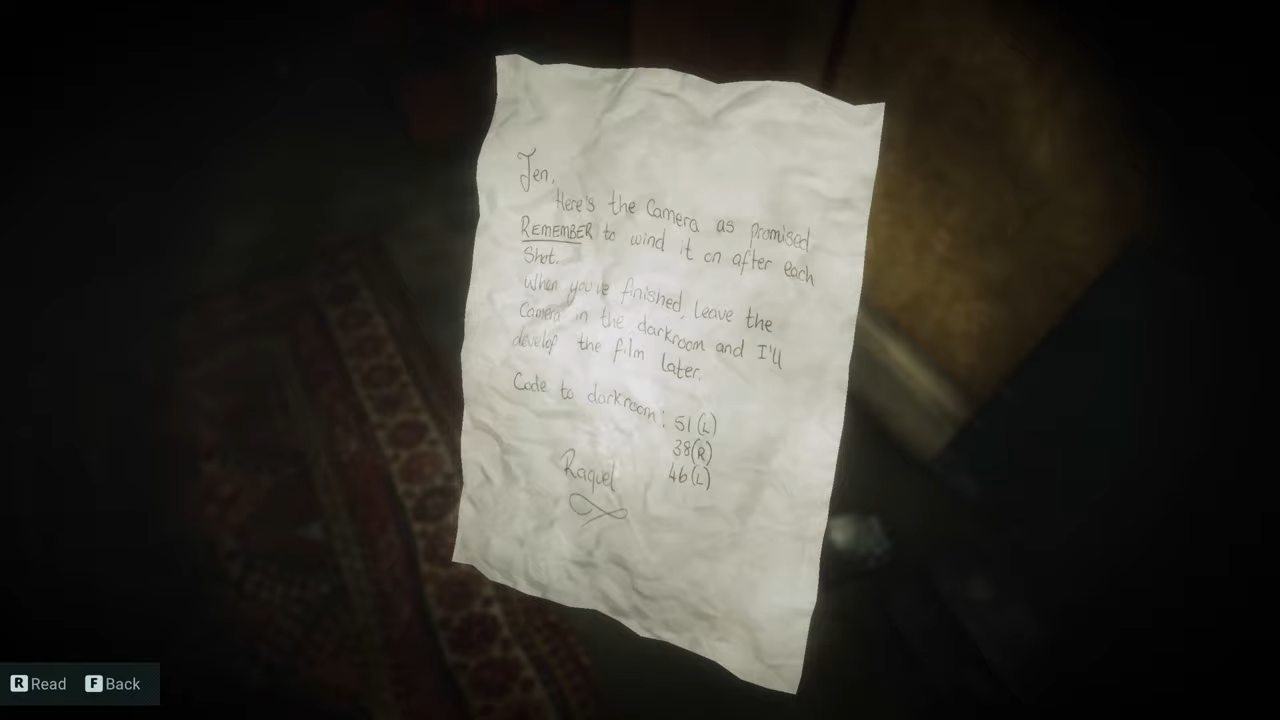 Jen,
Here's the Camera as promised
REMEMBER to wind it on after each
Shot.
When you've finished, leave the
Camera in the darkroom and I'll
develop the film later.
Code to darkroom: 51(L)
38(R)
46(L)
Raquel
R Read F Back